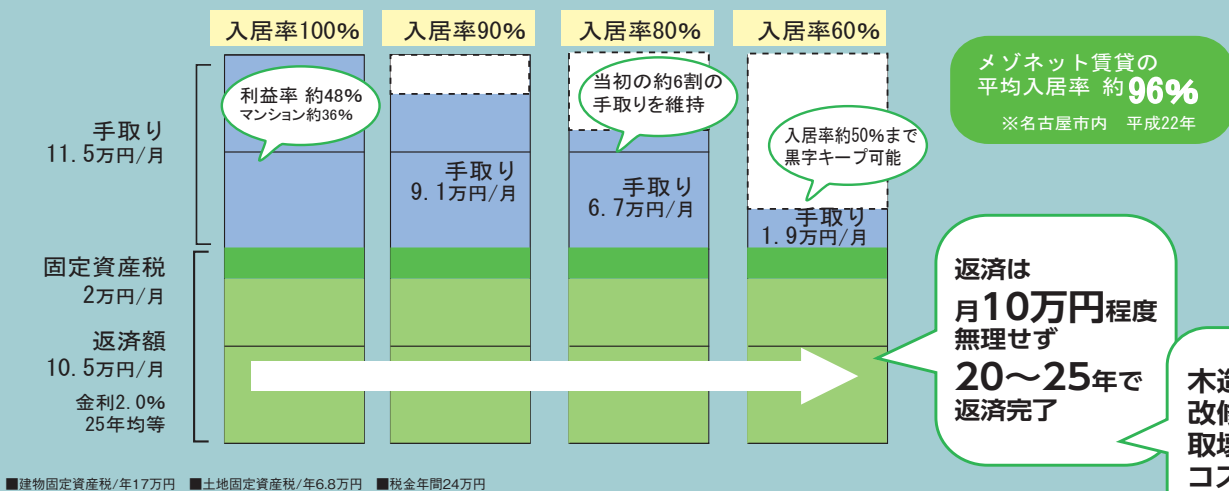 入居率100%
入居率90%
入居率80%
入居率60%
メゾネット賃貸の
平均入居率 約96%
※名古屋市内 平成22年
利益率 約48%
マンション約36%
当初の約6割の
手取りを維持
入居率約50%まで
黒字キープ可能
手取り
11.5万円/月
手取り
9.1万円/月
手取り
6.7万円/月
手取り
1.9万円/月
固定資産税
2万円/月
返済額
10.5万円/月
金利2.0%
25年均等
返済は
月10万円程度
無理せず
20〜25年で
返済完了
木造
改修
取壊
コス
■建物固定資産税/年17万円 ■土地固定資産税/年6.8万円 ■税金年間24万円